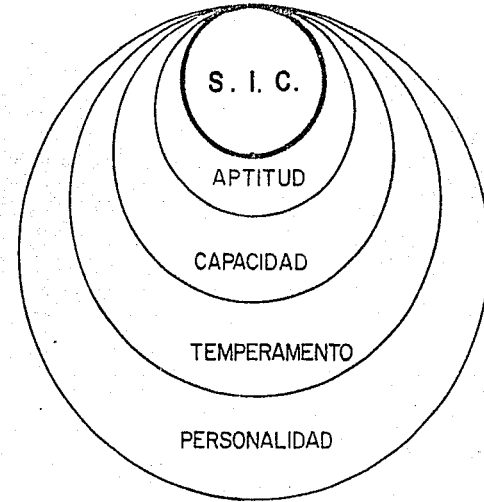 S. I. C.
APTITUD
CAPACIDAD
TEMPERAMENTO
PERSONALIDAD